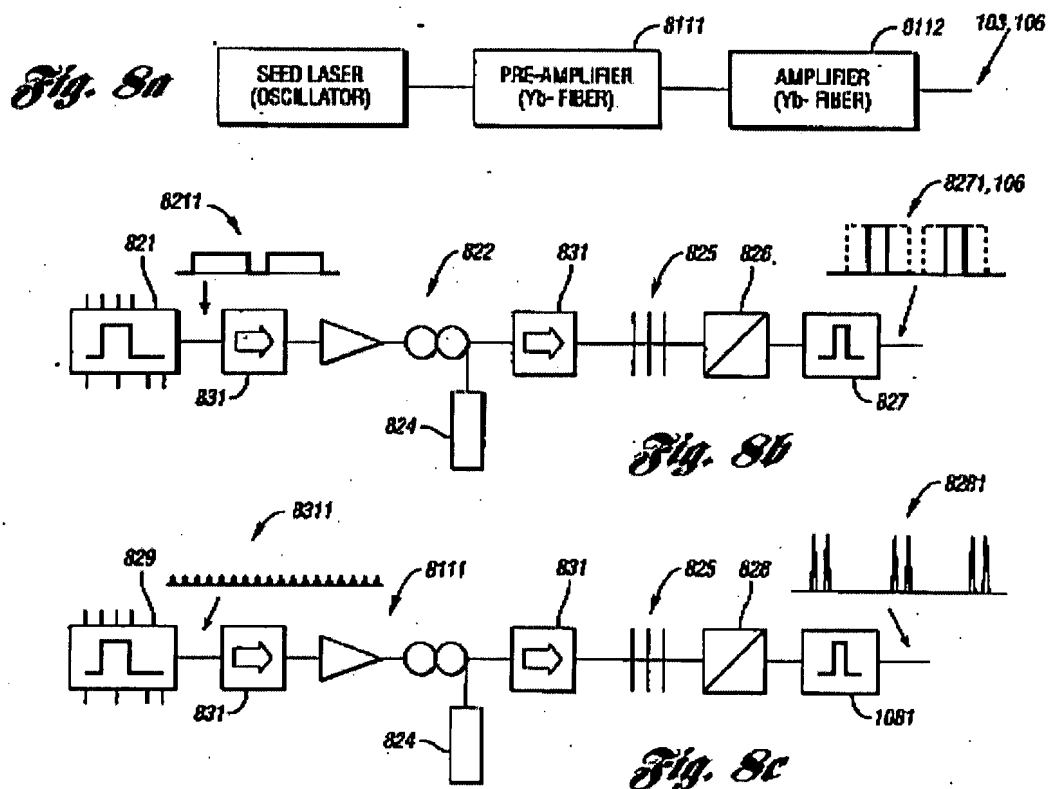 8111
0112
103,106
Fig. 8a
SEED LASER
(OSCILLATOR)
PRE-AMPLIFIER
(Yb- FIBER)
AMPLIFIER
(Yb- FIBER)
8211
8271,106
821
822
831
825
826
831
824
827
Fig. 8b
8311
8281
829
8111
831
825
828
831
824
1081
Fig. 8c